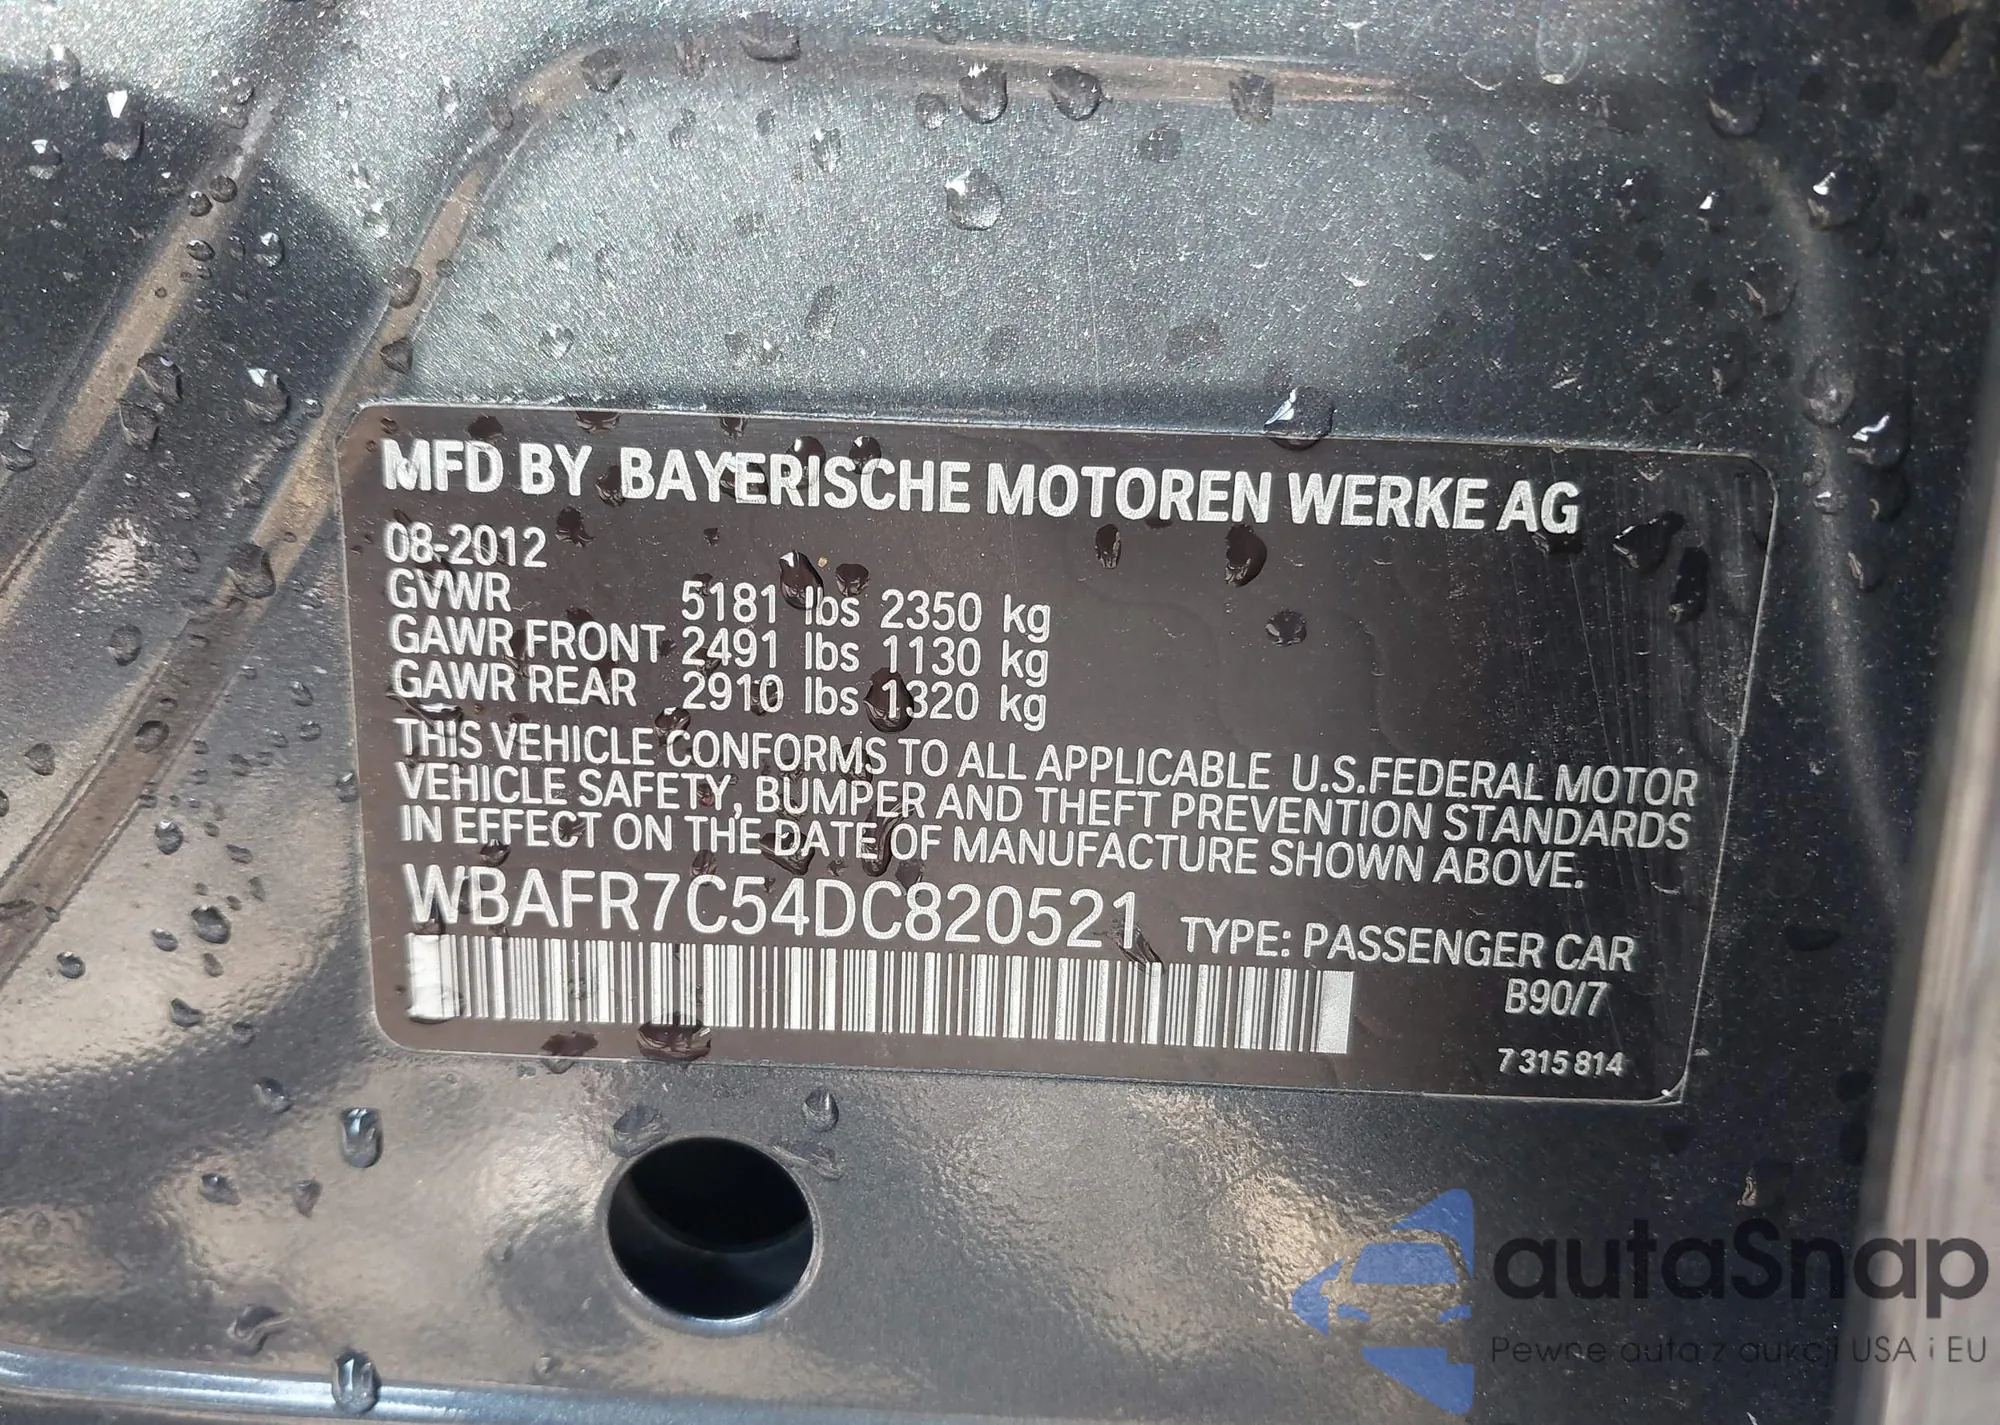 MFD BY BAYERISCHE MOTOREN WERKE AG
08-2012
GVWR 5181 lbs 2350 kg
GAWR FRONT 2491 lbs 1130 kg
GAWR REAR 2910 lbs 1320 kg
THIS VEHICLE CONFORMS TO ALL APPLICABLE U.S.FEDERAL MOTOR
VEHICLE SAFETY, BUMPER AND THEFT PREVENTION STANDARDS
IN EFFECT ON THE DATE OF MANUFACTURE SHOWN ABOVE.
WBAFR7C54DC820521 TYPE: PASSENGER CAR
B90/7
7 315 814
autaSnap
Pewne auta z aukcji USA i EU